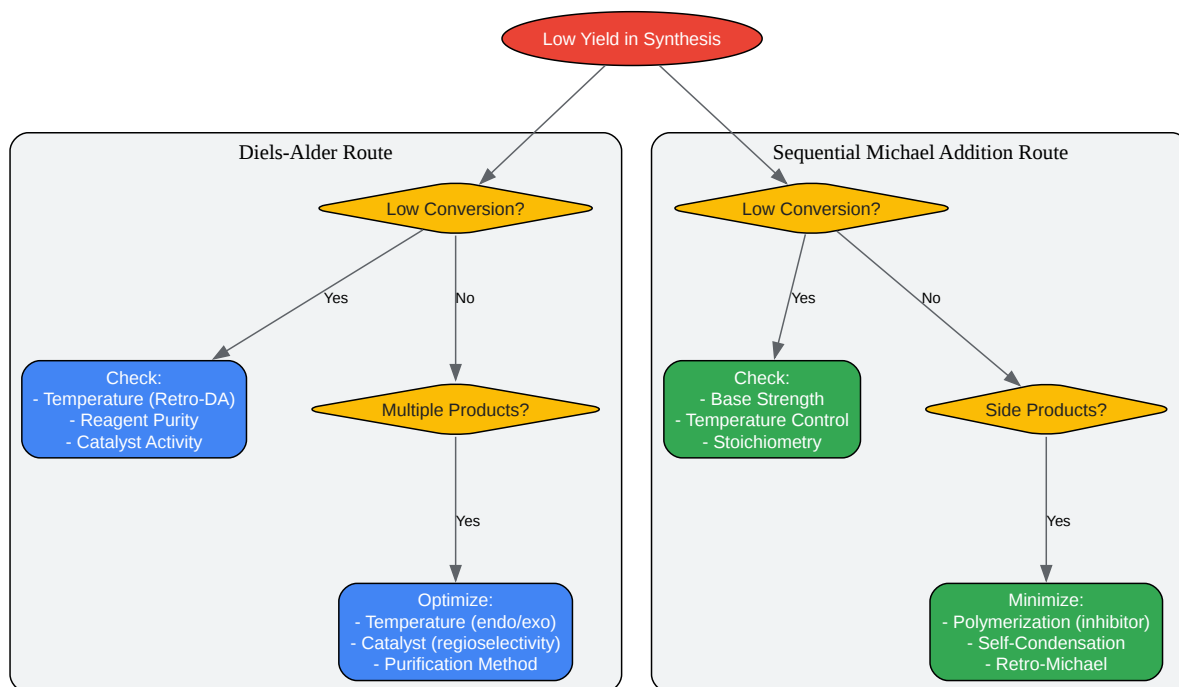 Low Yield in Synthesis
Diels-Alder Route
Low Conversion?
Yes
No
Check:
- Temperature (Retro-DA)
- Reagent Purity
- Catalyst Activity
Multiple Products?
Yes
Optimize:
- Temperature (endo/exo)
- Catalyst (regioselectivity)
- Purification Method
Sequential Michael Addition Route
Low Conversion?
Yes
No
Check:
- Base Strength
- Temperature Control
- Stoichiometry
Side Products?
Yes
Minimize:
- Polymerization (inhibitor)
- Self-Condensation
- Retro-Michael